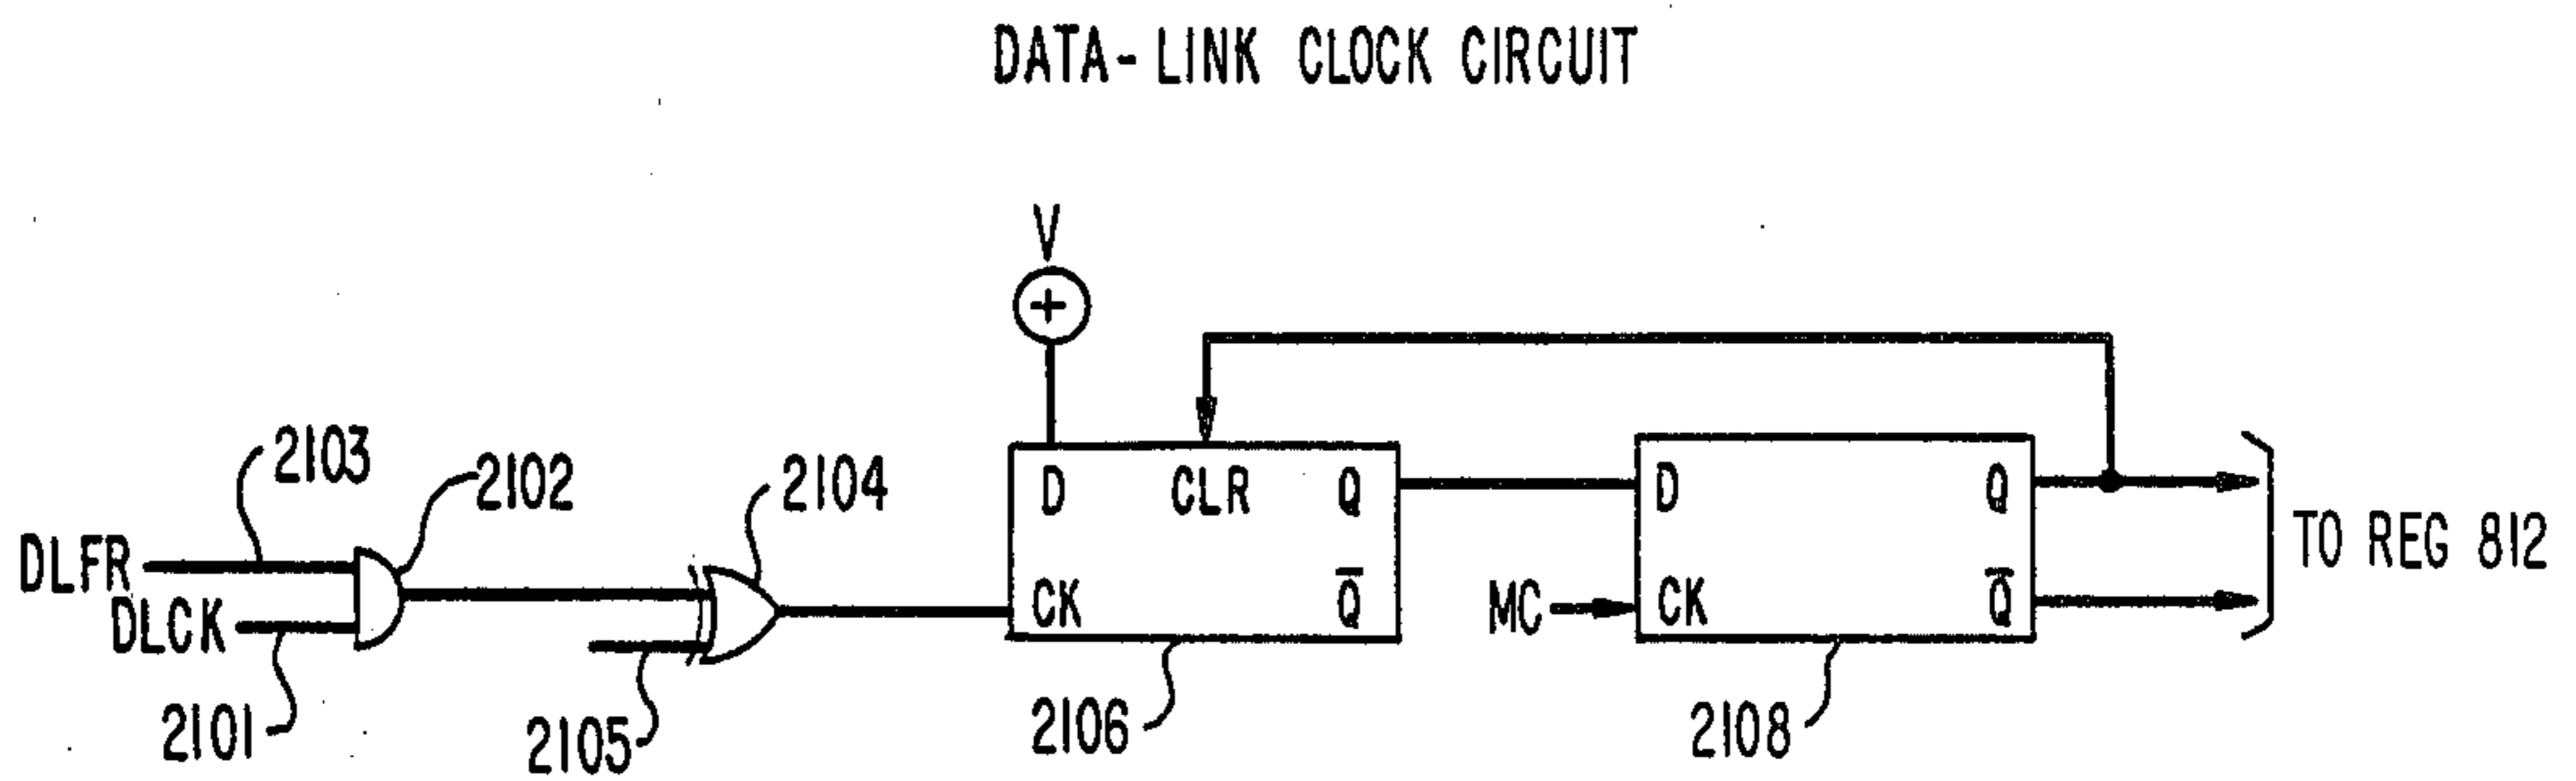 DATA-LINK CLOCK CIRCUIT
V
+
2103
2102
2104
DLFR
DLCK
D CLR Q
CK Q̅
D Q
MC
CK Q̅
TO REG 812
2101
2105
2106
2108